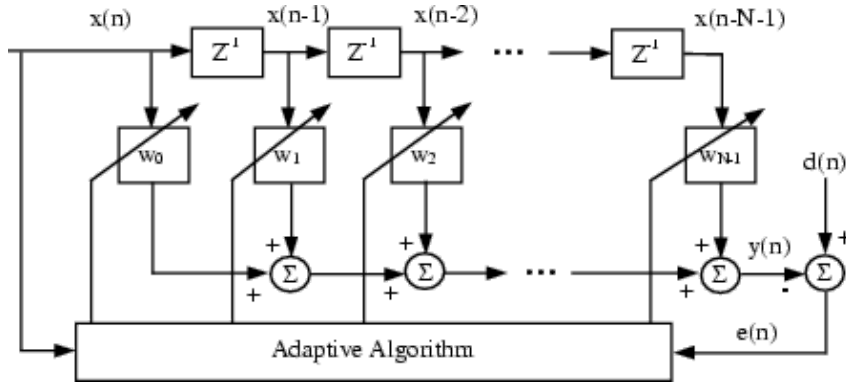 x(n) x(n-1) x(n-2) x(n-N-1)
Z⁻¹ Z⁻¹ ... Z⁻¹
w₀ w₁ w₂ wN-1 d(n)
+ + + y(n) +
Σ Σ ... Σ Σ
+ + + -
e(n)
Adaptive Algorithm